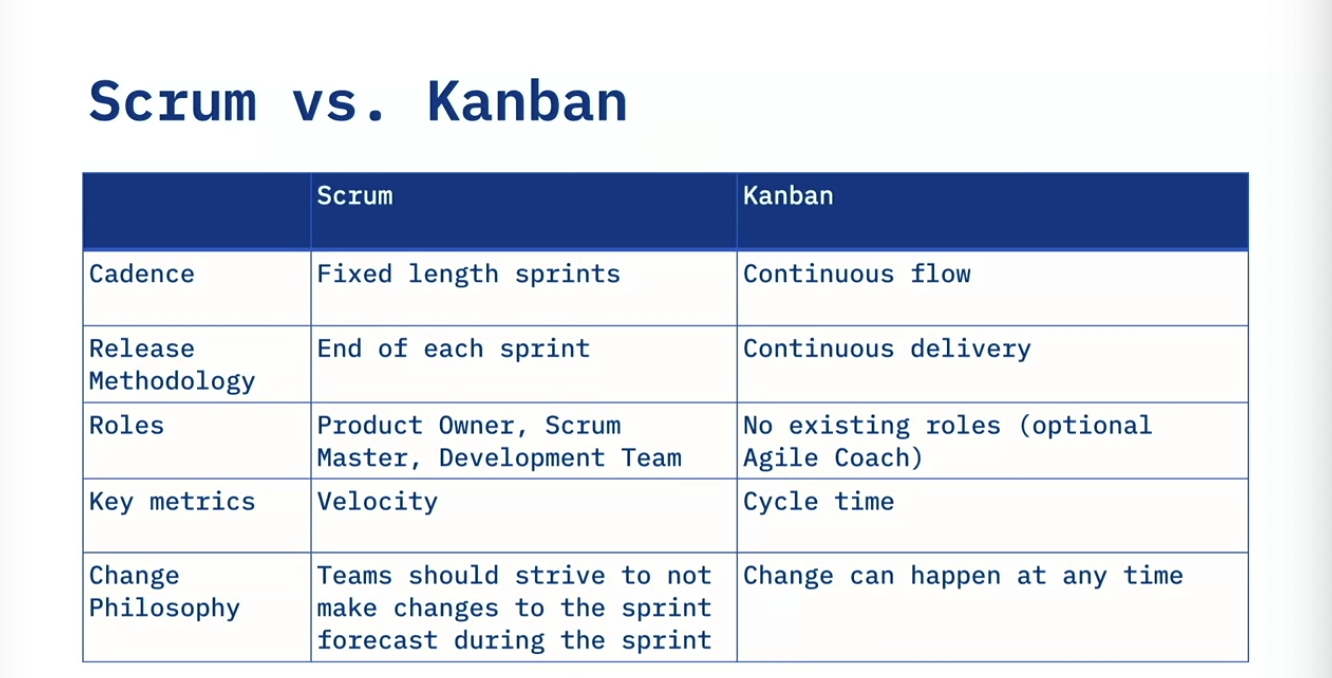 Scrum vs. Kanban
Scrum
Kanban
Cadence
Fixed length sprints
Continuous flow
Release
Methodology
End of each sprint
Continuous delivery
Roles
Product Owner, Scrum
Master, Development Team
No existing roles (optional
Agile Coach)
Key metrics
Velocity
Cycle time
Change
Philosophy
Teams should strive to not
make changes to the sprint
forecast during the sprint
Change can happen at any time